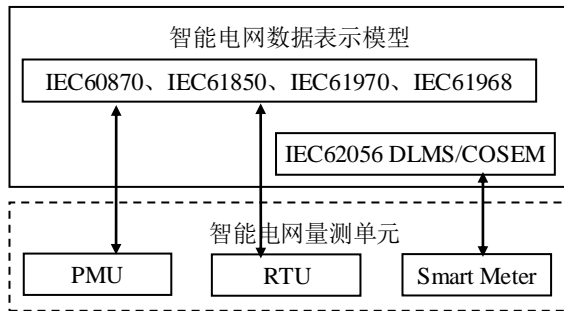 智能电网数据表示模型
IEC60870、IEC61850、IEC61970、IEC61968
IEC62056 DLMS/COSEM
智能电网量测单元
PMU
RTU
Smart Meter